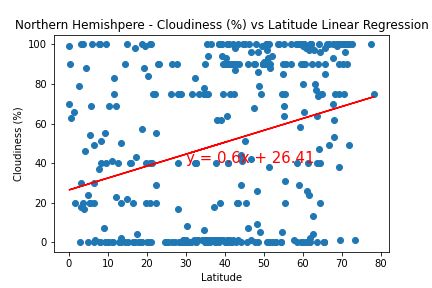 Northern Hemishpere - Cloudiness (%) vs Latitude Linear Regression
100
80
60
40
20
0
Cloudiness (%)
y = 0.6x + 26.41
0 10 20 30 40 50 60 70 80
Latitude